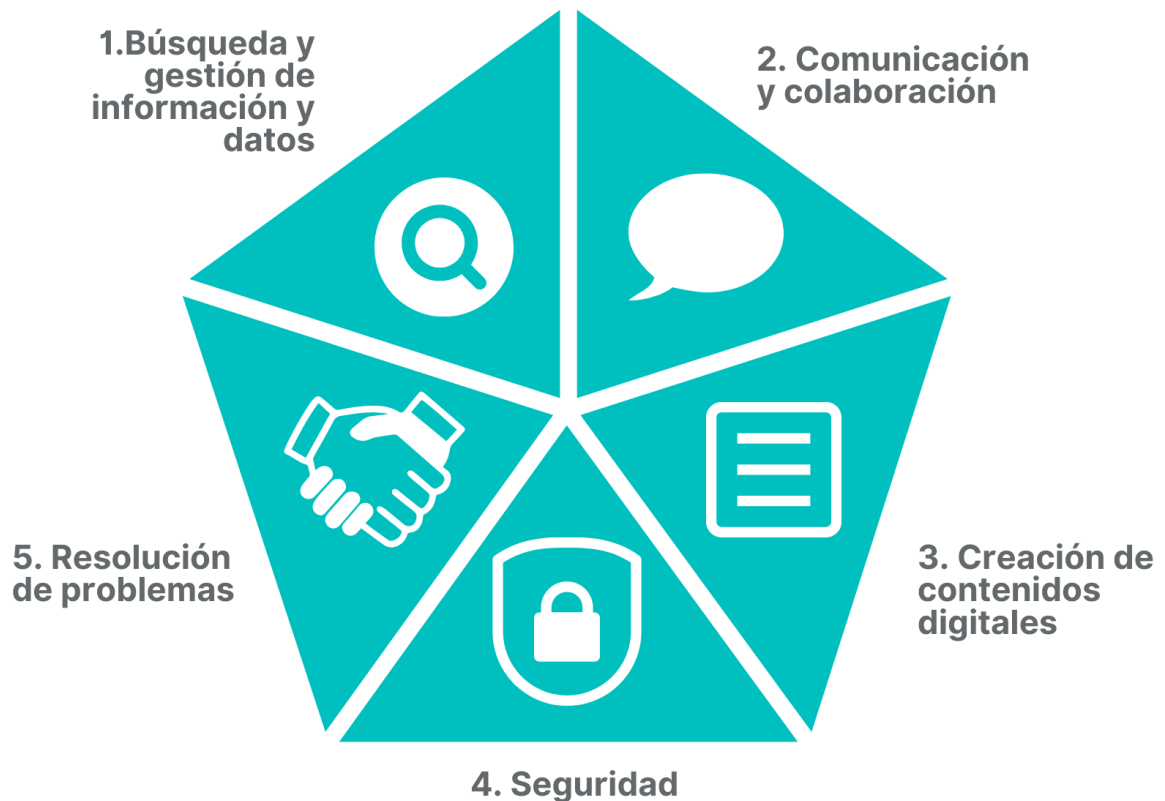 1.Búsqueda y
gestión de
información y
datos
2. Comunicación
y colaboración
3. Creación de
contenidos
digitales
4. Seguridad
5. Resolución
de problemas